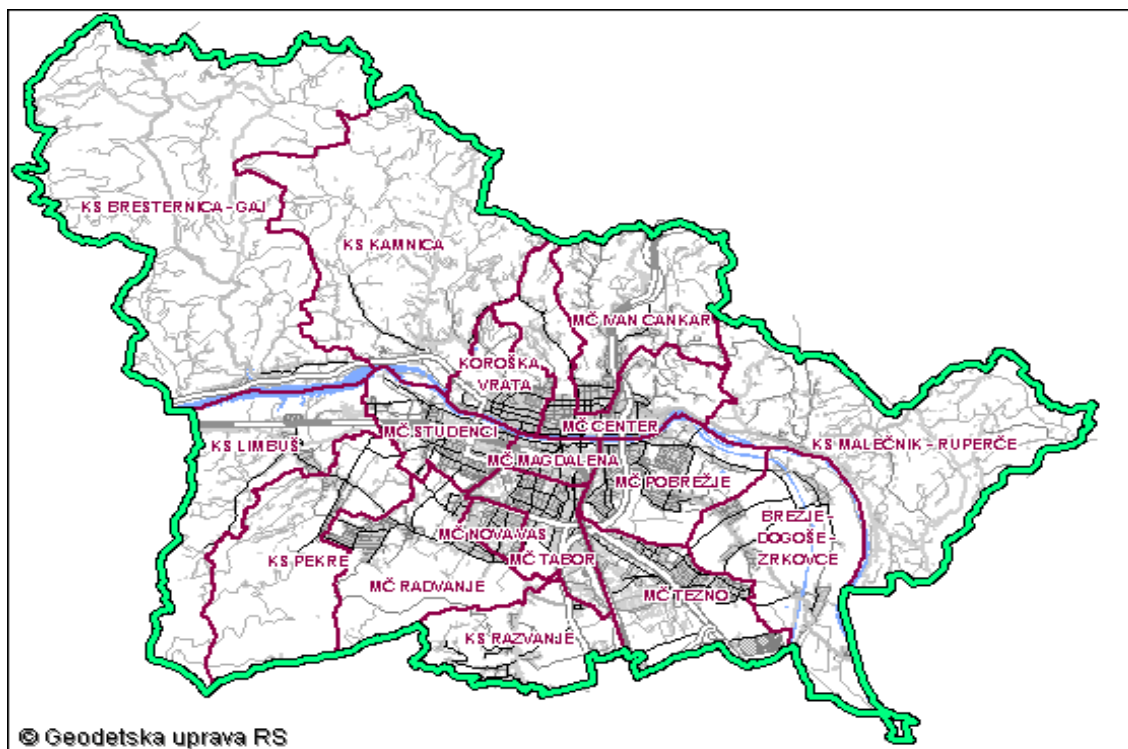 KS BRESTERNICA - GAJ
KS KAMNICA
MČ IVAN CANKAR
KOROŠKA
VRATA
MČ CENTER
MČ STUDENCI
KS LIMBUŠ
KS MALEČNIK - RUPERČE
MČ MAGDALENA
MČ POBREŽJE
BREZJE -
DOGOŠE -
ZRKOVCE
MČ NOVA VAS
KS PEKRE
MČ TABOR
MČ RADVANJE
MČ TEZNO
KS RAZVANJE
© Geodetska uprava RS